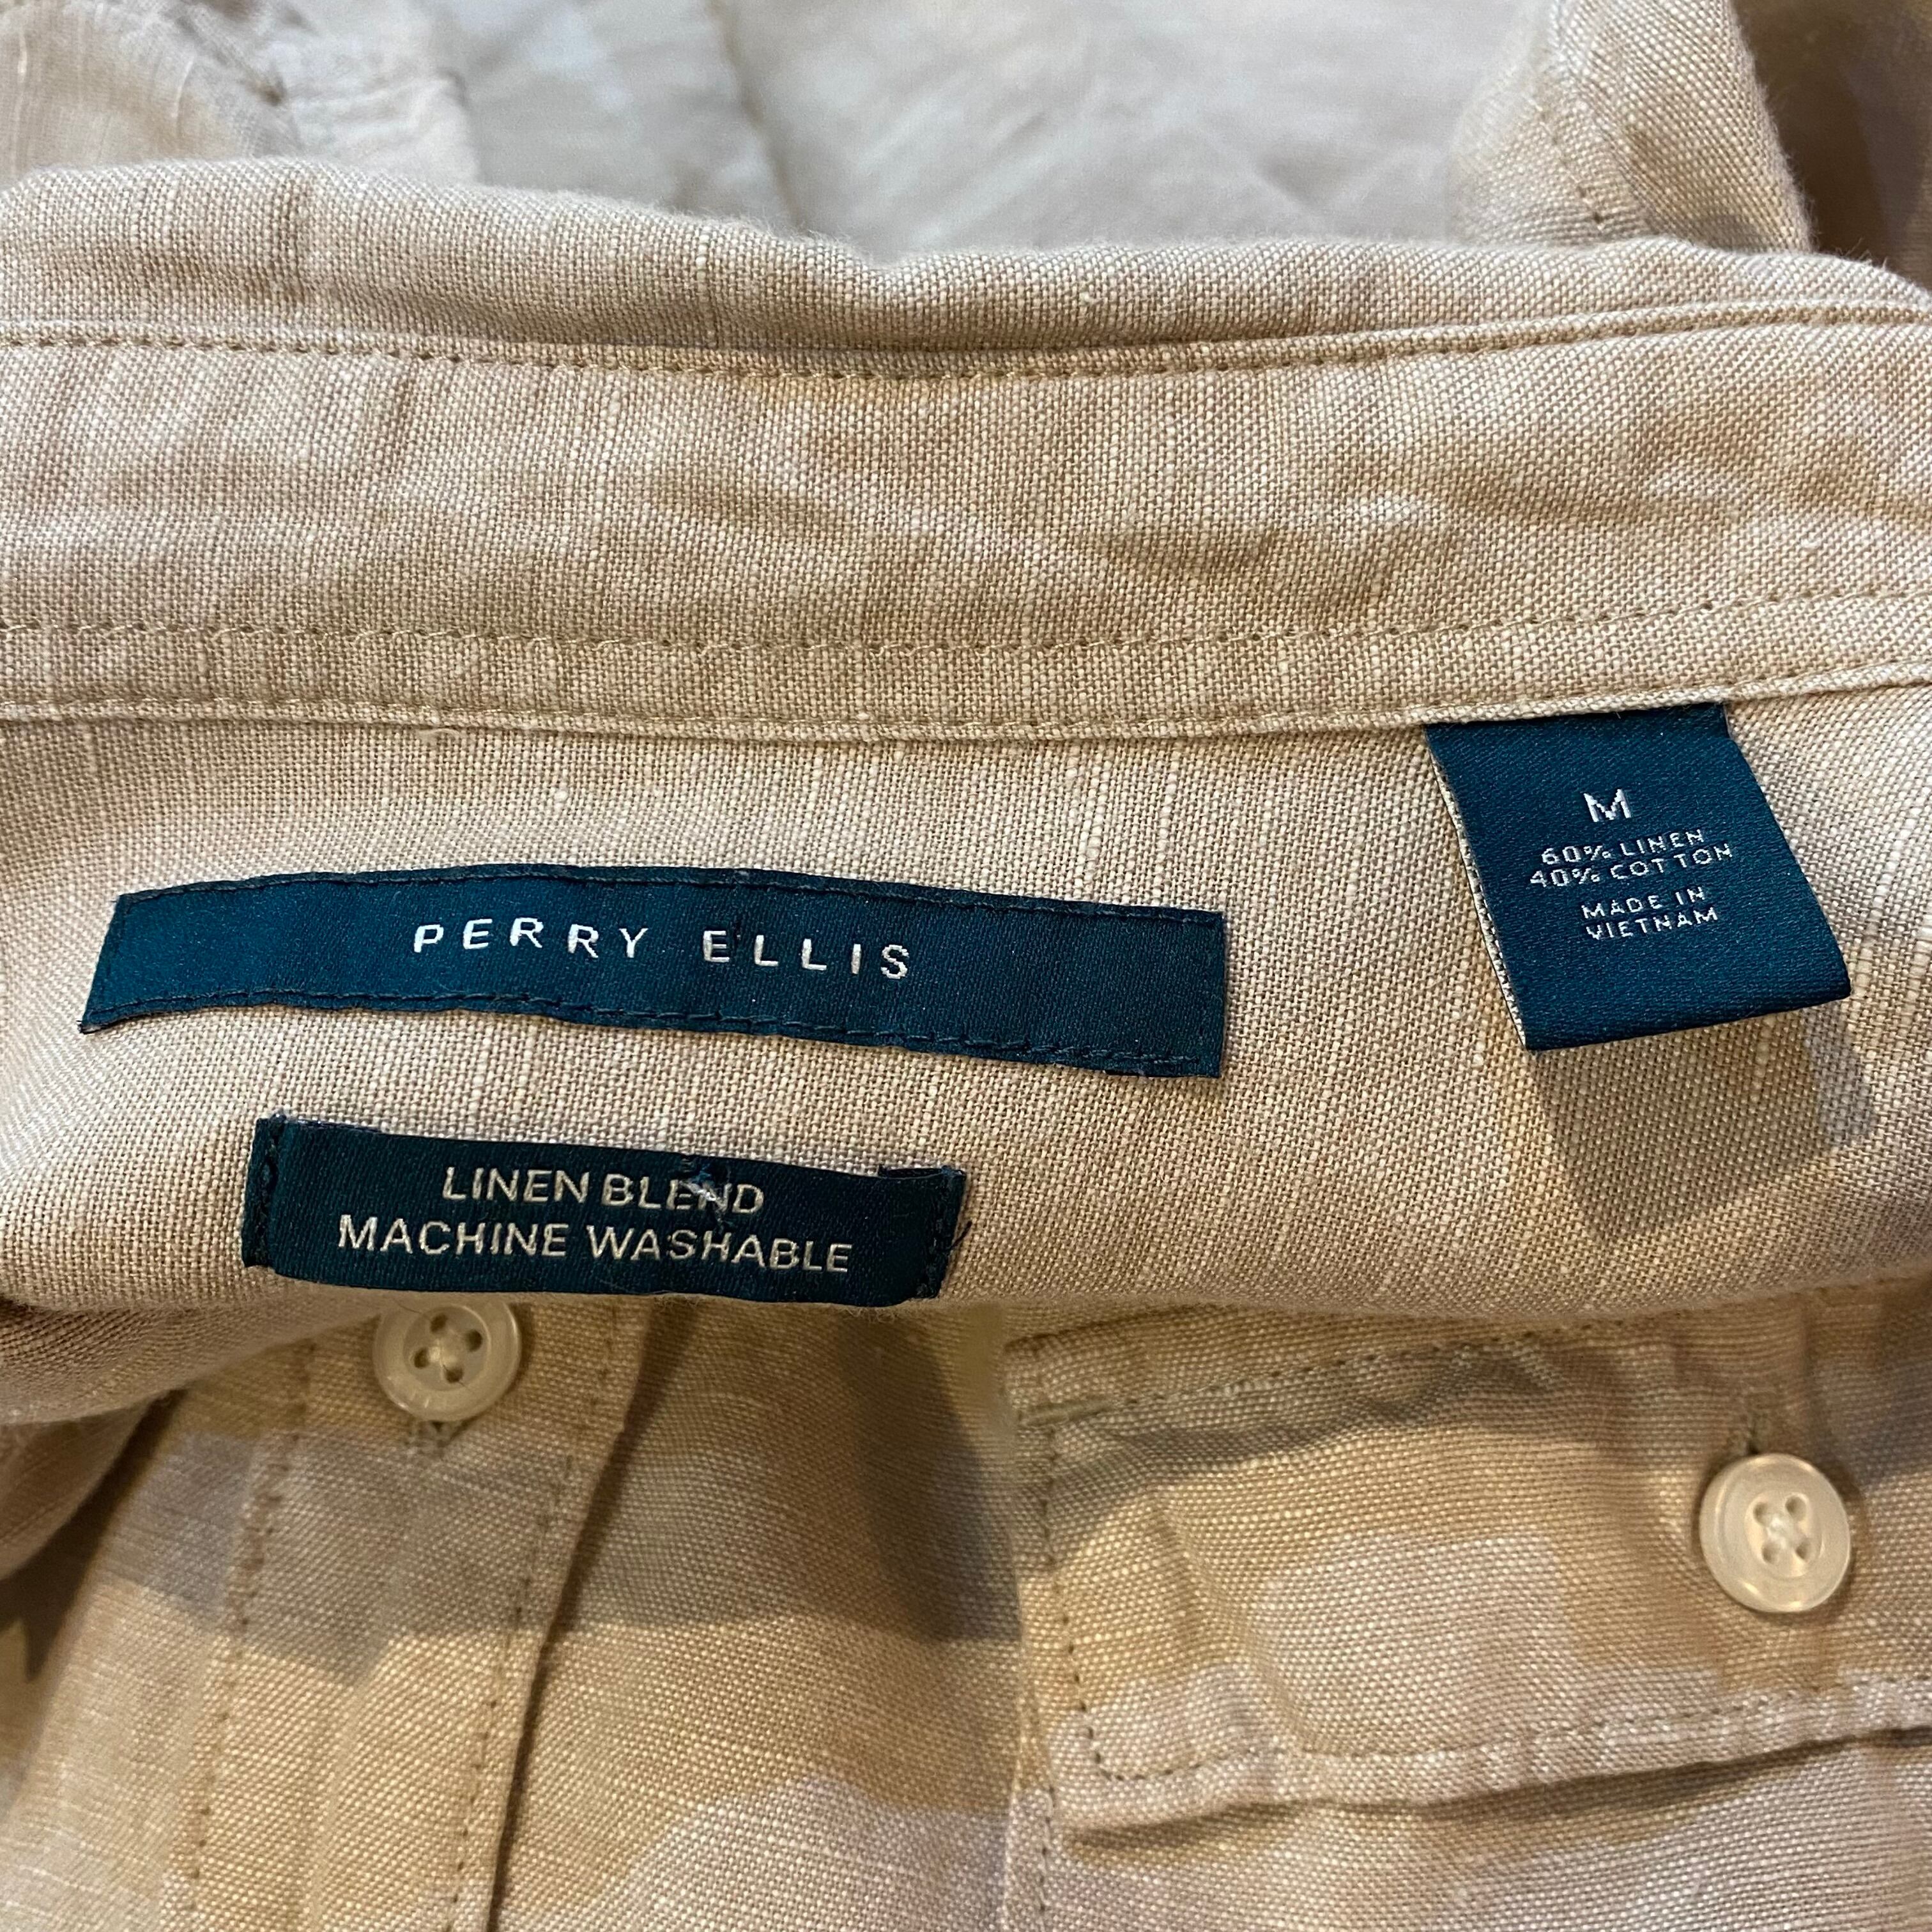 PERRY ELLIS
LINEN BLEND
MACHINE WASHABLE
M
60% LINEN
40% COTTON
MADE IN
VIETNAM